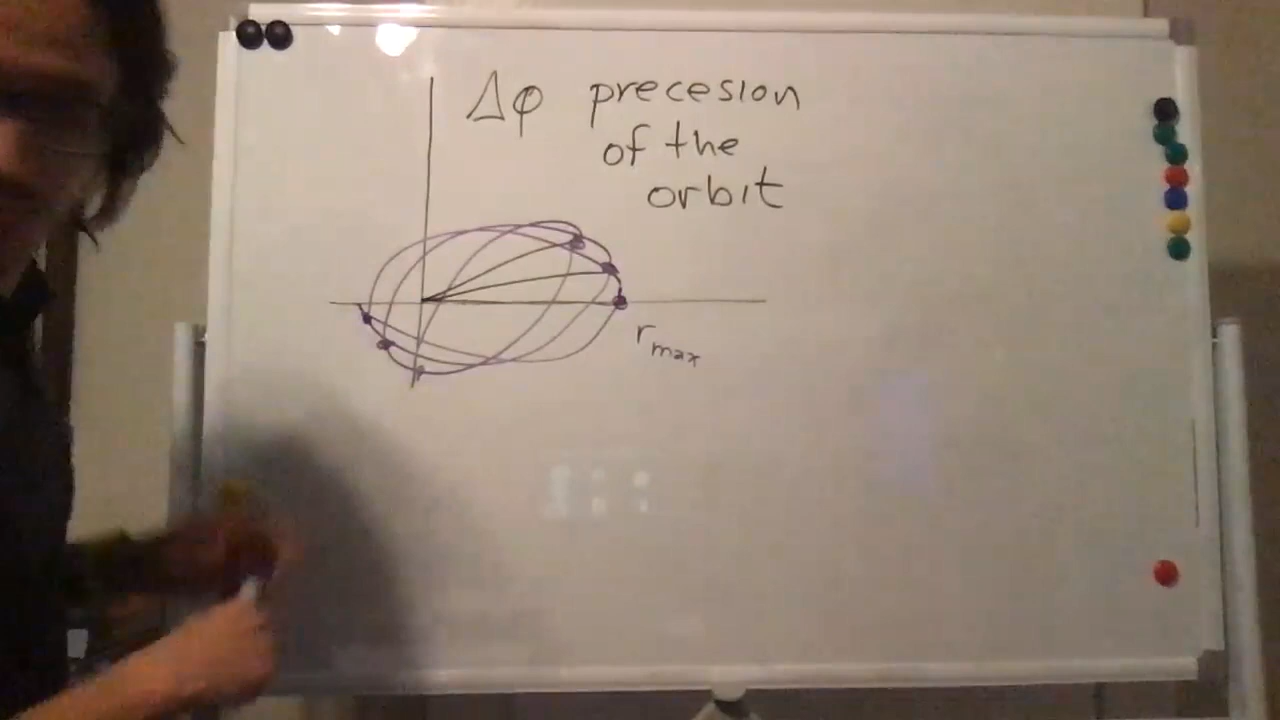 Δφ precesion
of the
orbit
r_max